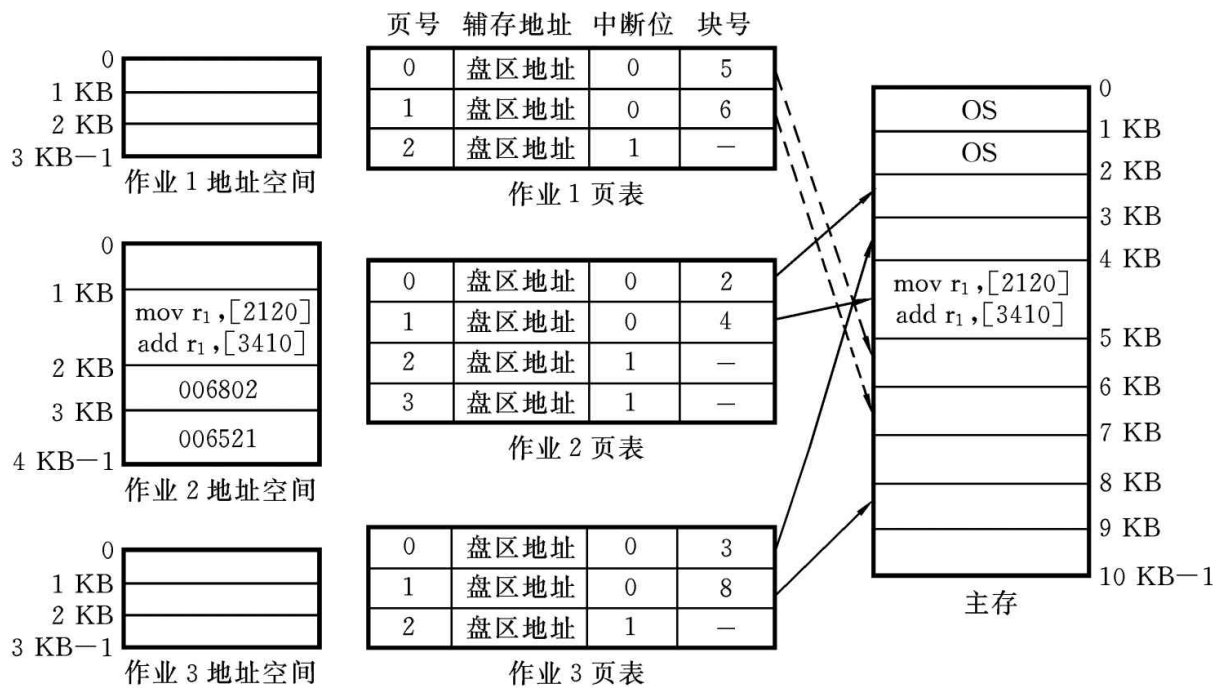 页号 辅存地址 中断位 块号
0
1 KB
2 KB
3 KB－1
作业 1 地址空间
0 盘区地址 0 5
1 盘区地址 0 6
2 盘区地址 1 －
作业 1 页表
0
1 KB
mov r₁,[2120]
add r₁,[3410]
2 KB
006802
3 KB
006521
4 KB－1
作业 2 地址空间
0 盘区地址 0 2
1 盘区地址 0 4
2 盘区地址 1 －
3 盘区地址 1 －
作业 2 页表
0
1 KB
2 KB
3 KB－1
作业 3 地址空间
0 盘区地址 0 3
1 盘区地址 0 8
2 盘区地址 1 －
作业 3 页表
0
OS
1 KB
OS
2 KB
3 KB
4 KB
mov r₁,[2120]
add r₁,[3410]
5 KB
6 KB
7 KB
8 KB
9 KB
10 KB－1
主存